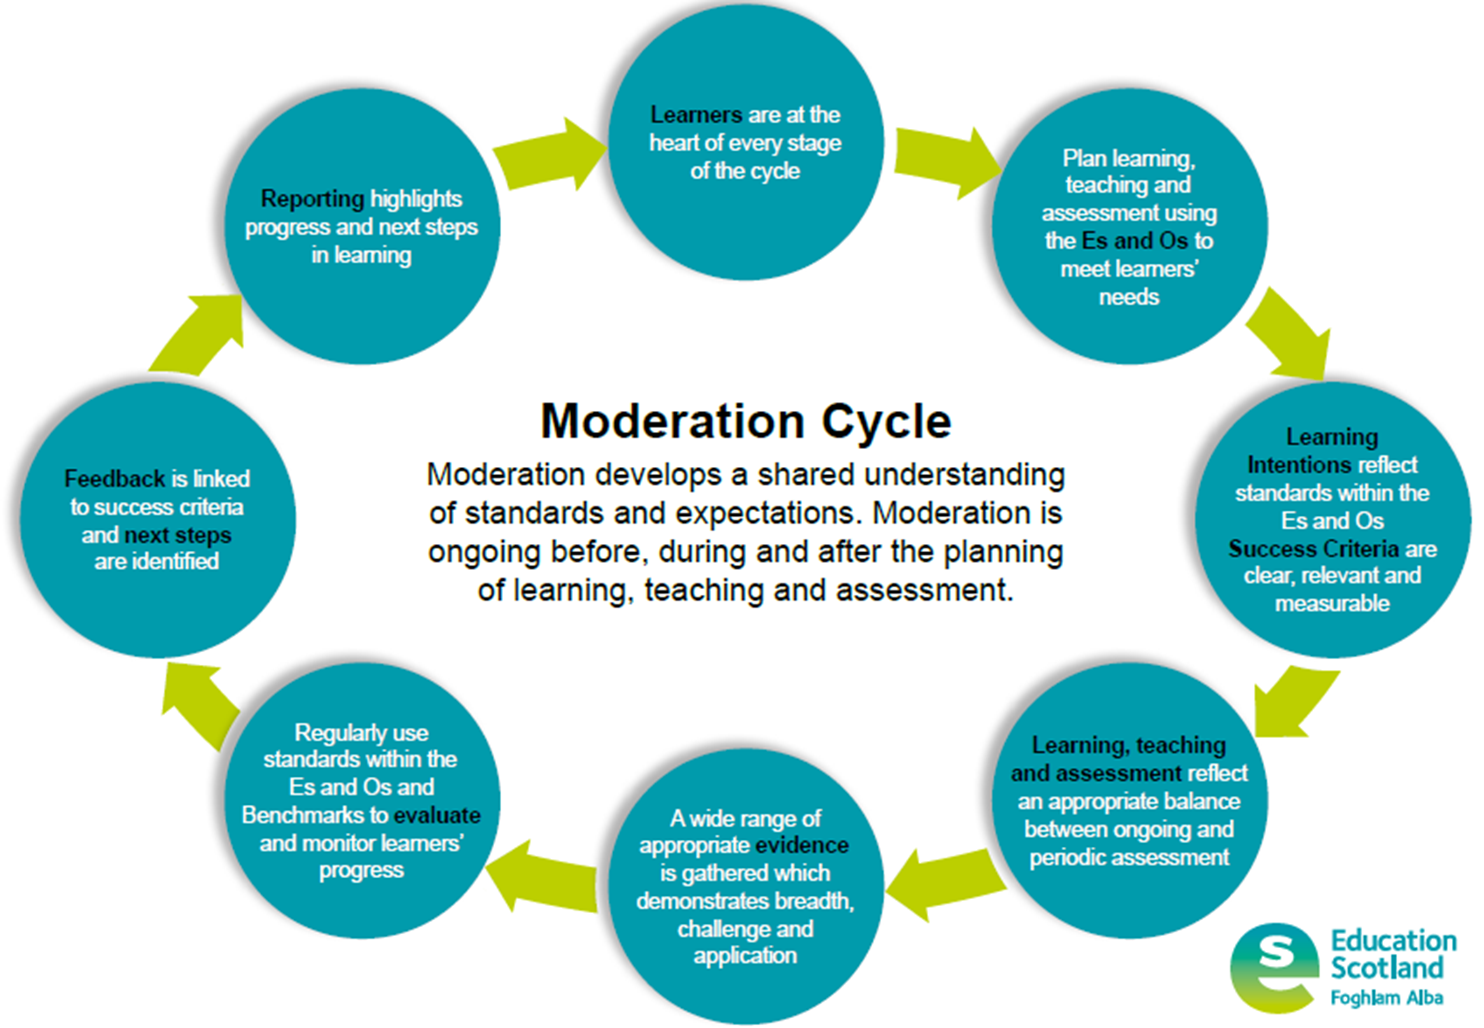 Learners are at the
heart of every stage
of the cycle
Plan learning,
teaching and
assessment using
the Es and Os to
meet learners’
needs
Learning
Intentions reflect
standards within the
Es and Os
Success Criteria are
clear, relevant and
measurable
Learning, teaching
and assessment reflect
an appropriate balance
between ongoing and
periodic assessment
A wide range of
appropriate evidence
is gathered which
demonstrates breadth,
challenge and
application
Regularly use
standards within the
Es and Os and
Benchmarks to evaluate
and monitor learners’
progress
Feedback is linked
to success criteria
and next steps
are identified
Reporting highlights
progress and next steps
in learning
Moderation Cycle
Moderation develops a shared understanding
of standards and expectations. Moderation is
ongoing before, during and after the planning
of learning, teaching and assessment.
Education
Scotland
Foghlam Alba